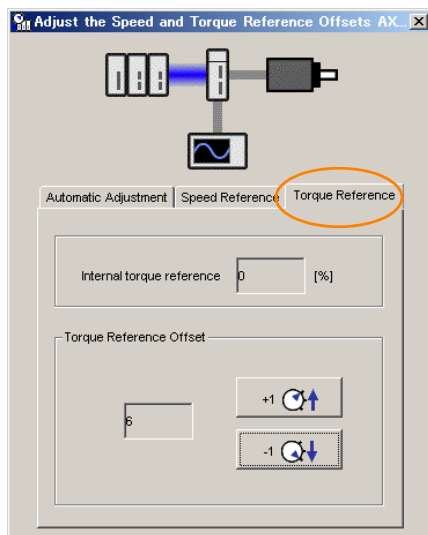 Adjust the Speed and Torque Reference Offsets AX...
Automatic Adjustment Speed Reference Torque Reference
Internal torque reference 0 [%]
Torque Reference Offset
+1
6
-1